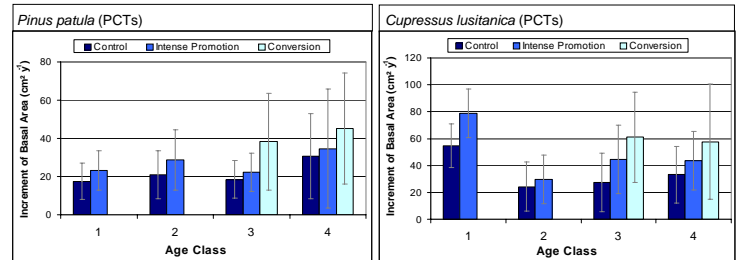 Pinus patula (PCTs)
Control Intense Promotion Conversion
Increment of Basal Area (cm² y⁻¹)
80
60
40
20
0
1 2 3 4
Age Class
Cupressus lusitanica (PCTs)
Control Intense Promotion Conversion
Increment of Basal Area (cm² y⁻¹)
120
100
80
60
40
20
0
1 2 3 4
Age Class